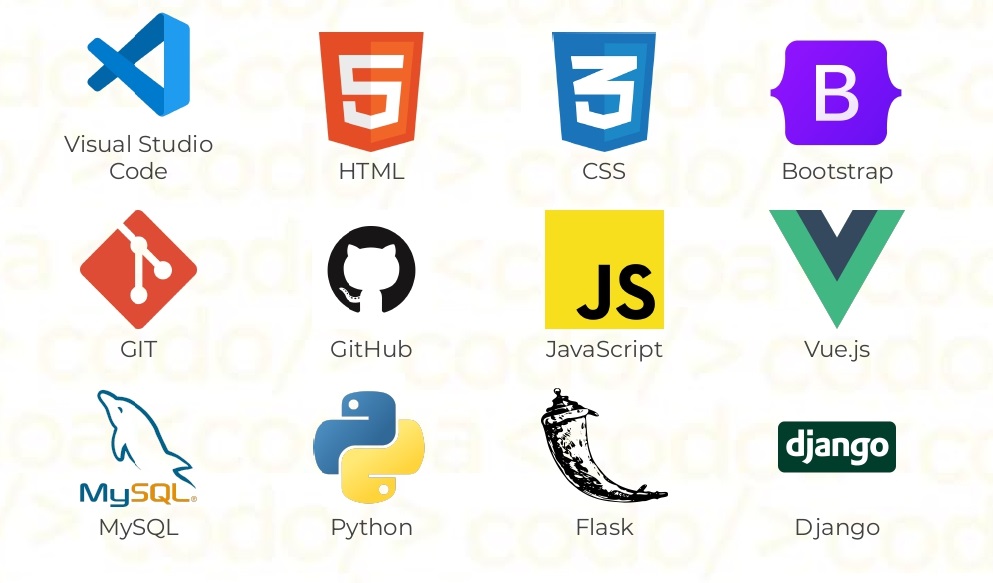 Visual Studio
Code
HTML
CSS
B
Bootstrap
GIT
GitHub
JS
JavaScript
Vue.js
MySQL®
MySQL
Python
Flask
django
Django
5
3